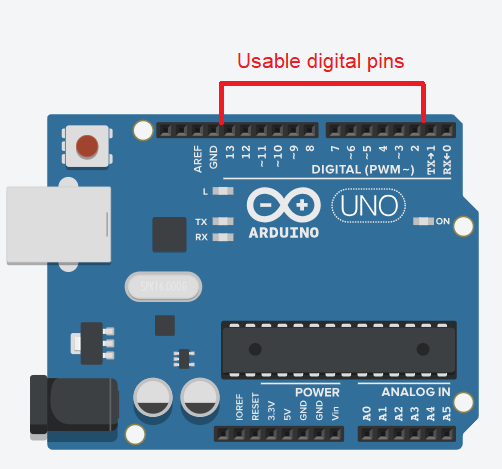 Usable digital pins
AREF
GND
13
12
~11
~10
~9
8
7
~6
~5
4
~3
2
TX→1
RX←0
DIGITAL (PWM~)
L
TX
RX
ARDUINO
UNO
ON
POWER
ANALOG IN
IOREF
RESET
3.3V
5V
GND
GND
Vin
A0
A1
A2
A3
A4
A5